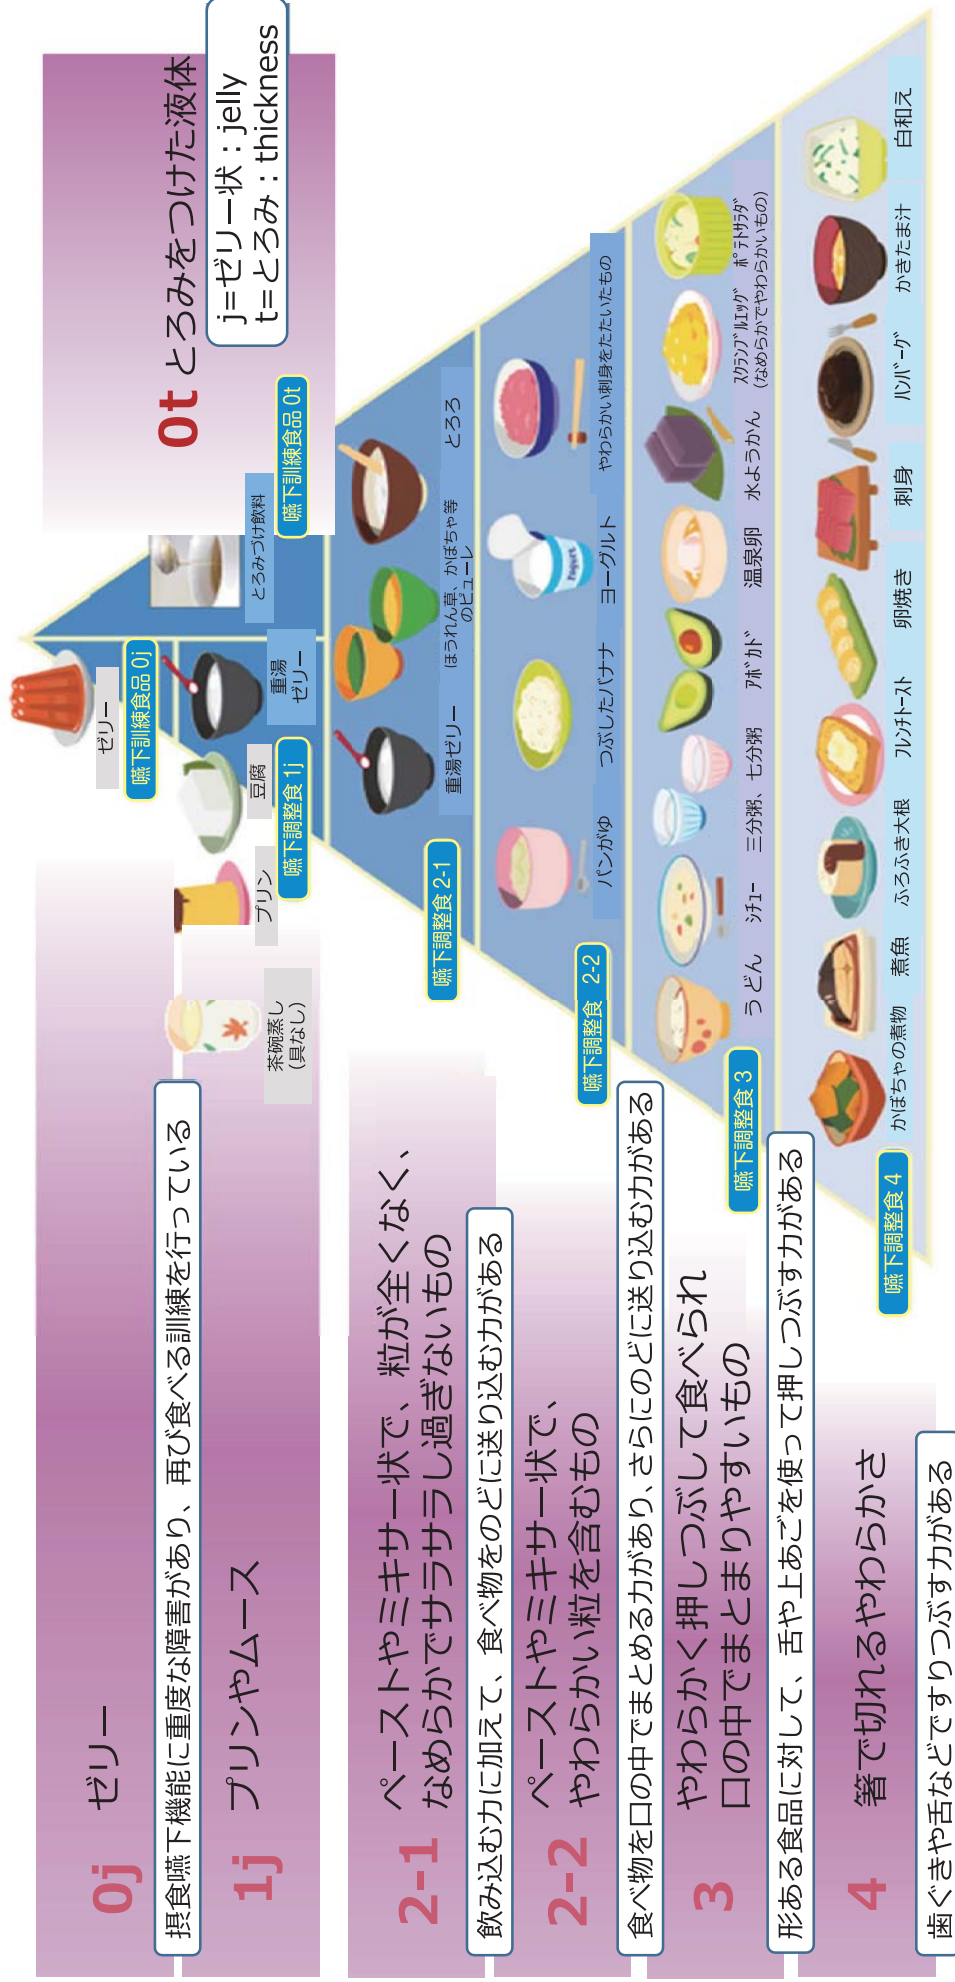 0j
ゼリー
摂食嚥下機能に重度な障害があり、再び食べる訓練を行っている
1j
プリンやムース
2-1
ペーストやミキサー状で、粒が全くなく、
なめらかでサラサラし過ぎないもの
飲み込む力に加えて、食べ物をのどに送り込む力がある
2-2
ペーストやミキサー状で、
やわらかい粒を含むもの
食べ物を口の中でまとめる力があり、さらにのどに送り込む力がある
3
やわらかく押しつぶして食べられ
口の中でまとまりやすいもの
形ある食品に対して、舌や上あごを使って押しつぶす力がある
4
箸で切れるやわらかさ
歯ぐきや舌などですりつぶす力がある
0t とろみをつけた液体
j=ゼリー状：jelly
t=とろみ：thickness
ゼリー
嚥下訓練食品 0j
とろみづけ飲料
嚥下訓練食品 0t
茶碗蒸し
(具なし)
プリン
豆腐
重湯
ゼリー
嚥下調整食 1j
重湯ゼリー
ほうれん草、かぼちゃ等
のピューレ
とろろ
嚥下調整食 2-1
パンがゆ
つぶしたバナナ
ヨーグルト
Yogurt
やわらかい刺身をたたいたもの
嚥下調整食 2-2
うどん
ｼﾁｭｰ
三分粥、七分粥
ｱﾎﾞｶﾄﾞ
温泉卵
水ようかん
ｽｸﾗﾝﾌﾞﾙｴｯｸﾞ
ﾎﾟﾃﾄｻﾗﾀﾞ
(なめらかでやわらかいもの)
嚥下調整食 3
かぼちゃの煮物
煮魚
ふろふき大根
ﾌﾚﾝﾁﾄｰｽﾄ
卵焼き
刺身
ﾊﾝﾊﾞｰｸﾞ
かきたま汁
白和え
嚥下調整食 4